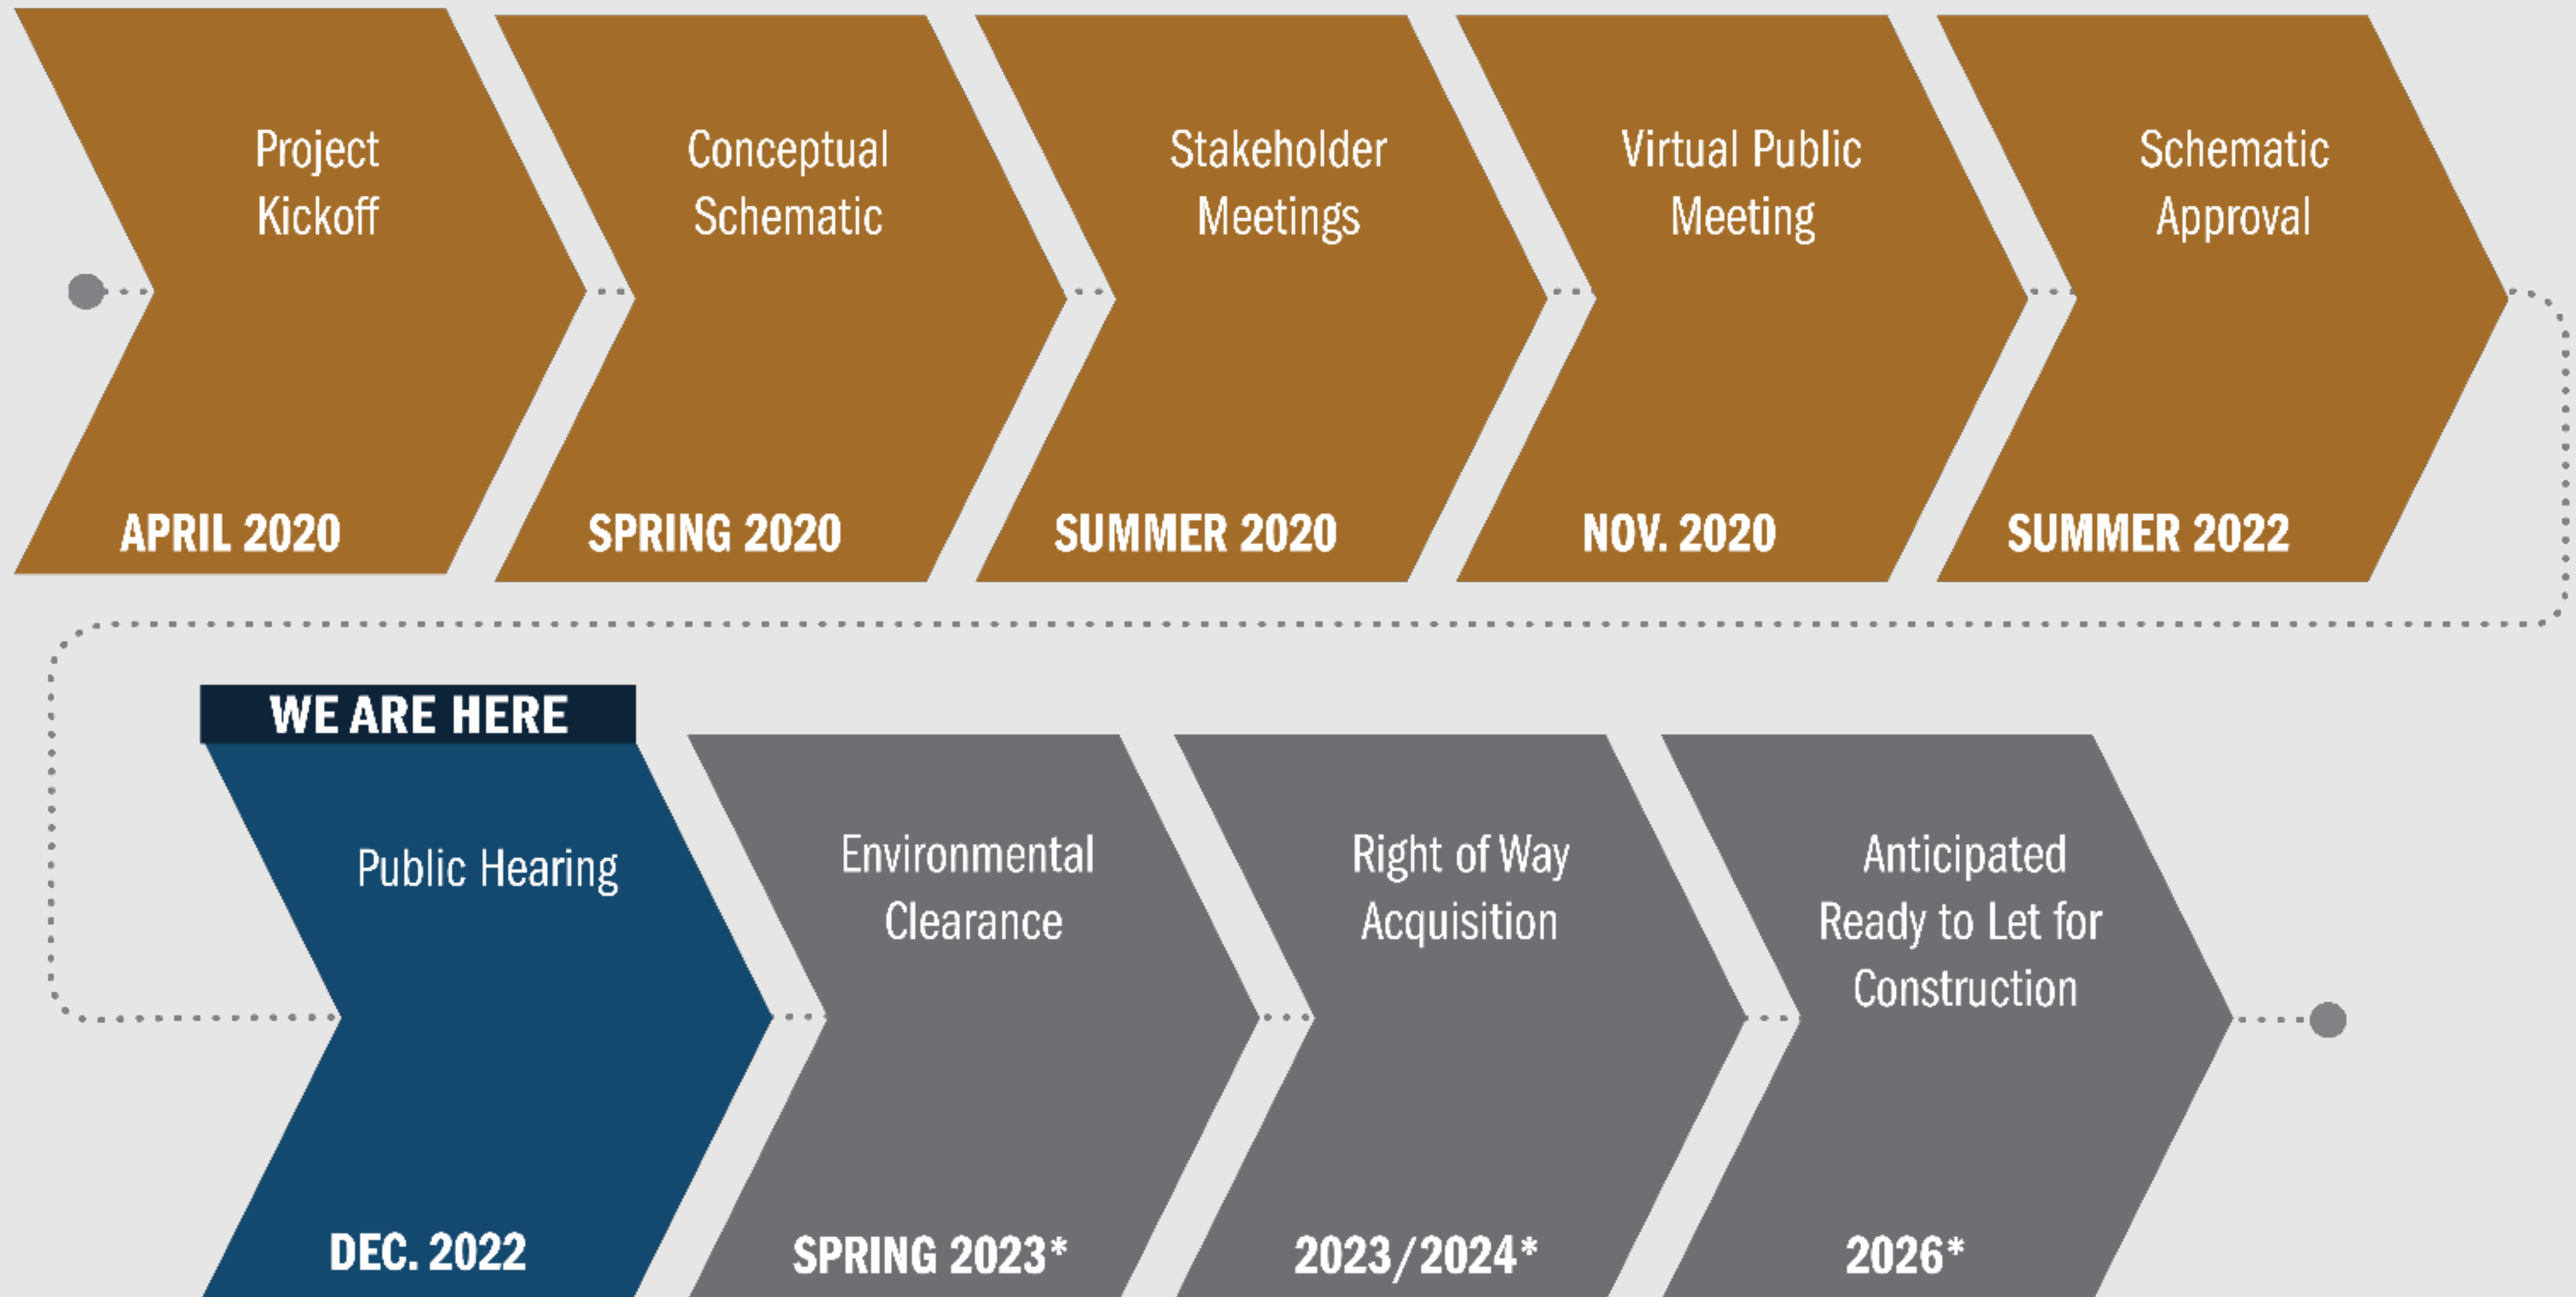 Project
Kickoff
APRIL 2020
Conceptual
Schematic
SPRING 2020
Stakeholder
Meetings
SUMMER 2020
Virtual Public
Meeting
NOV. 2020
Schematic
Approval
SUMMER 2022
WE ARE HERE
Public Hearing
DEC. 2022
Environmental
Clearance
SPRING 2023*
Right of Way
Acquisition
2023/2024*
Anticipated
Ready to Let for
Construction
2026*